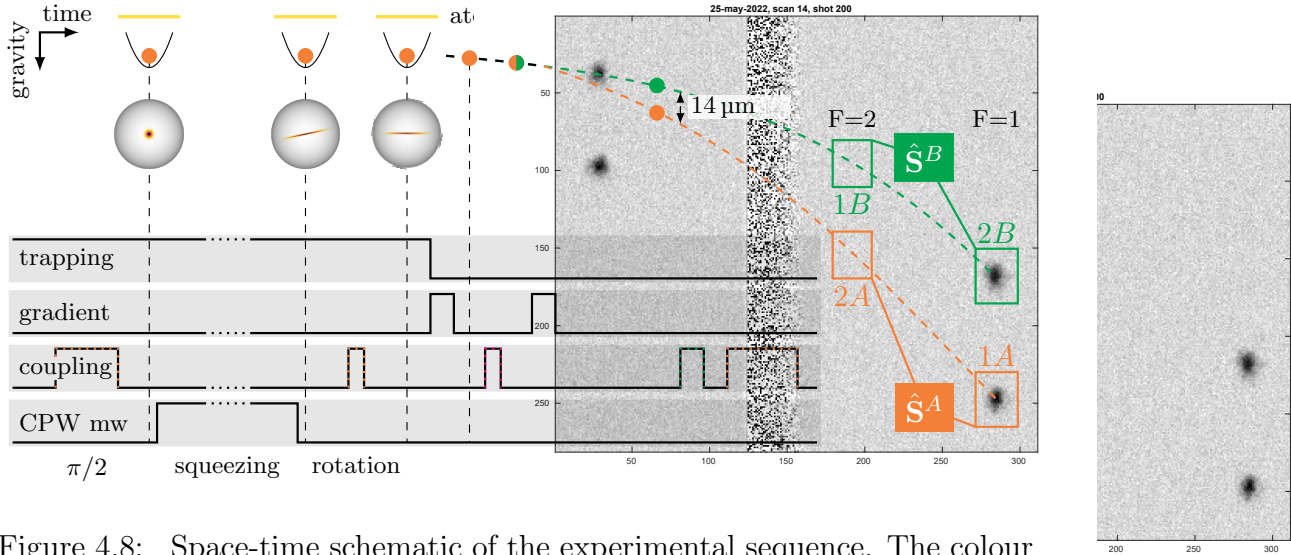 time
gravity
25-may-2022, scan 14, shot 200
50
100
150
200
250
14 µm
F=2
F=1
Ŝᴮ
1B
2B
2A
1A
Ŝᴬ
trapping
gradient
coupling
CPW mw
π/2
squeezing
rotation
50
100
150
200
250
300
200
250
300
Figure 4.8: Space-time schematic of the experimental sequence. The colour